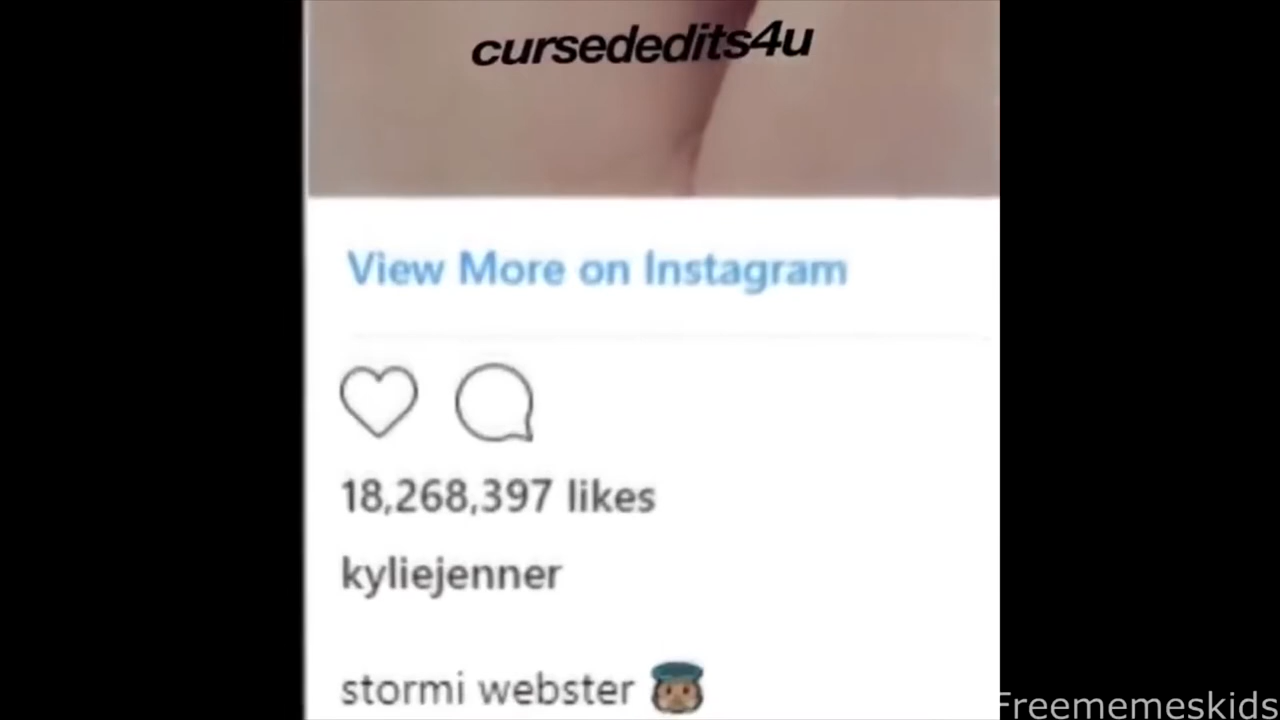 cursededits4u
View More on Instagram
18,268,397 likes
kyliejenner
stormi webster
Freememeskids